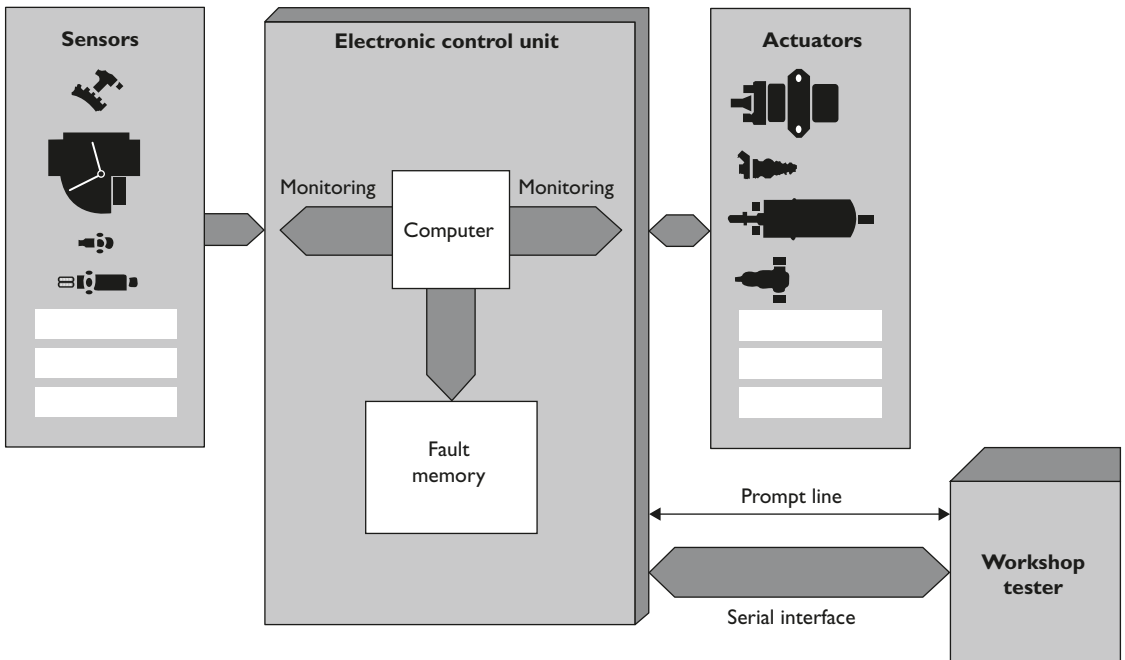 Sensors
Electronic control unit
Actuators
Monitoring
Computer
Monitoring
Fault
memory
Prompt line
Serial interface
Workshop
tester